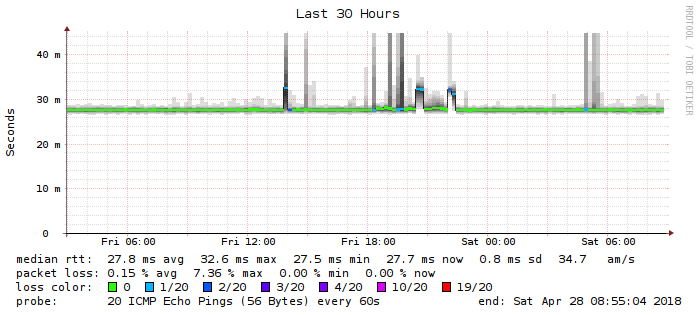 Last 30 Hours
RRDTOOL / TOBI OETIKER
Seconds
40 m
30 m
20 m
10 m
0
Fri 06:00 Fri 12:00 Fri 18:00 Sat 00:00 Sat 06:00
median rtt: 27.8 ms avg 32.6 ms max 27.5 ms min 27.7 ms now 0.8 ms sd 34.7 am/s
packet loss: 0.15 % avg 7.36 % max 0.00 % min 0.00 % now
loss color: 0 1/20 2/20 3/20 4/20 10/20 19/20
probe: 20 ICMP Echo Pings (56 Bytes) every 60s end: Sat Apr 28 08:55:04 2018